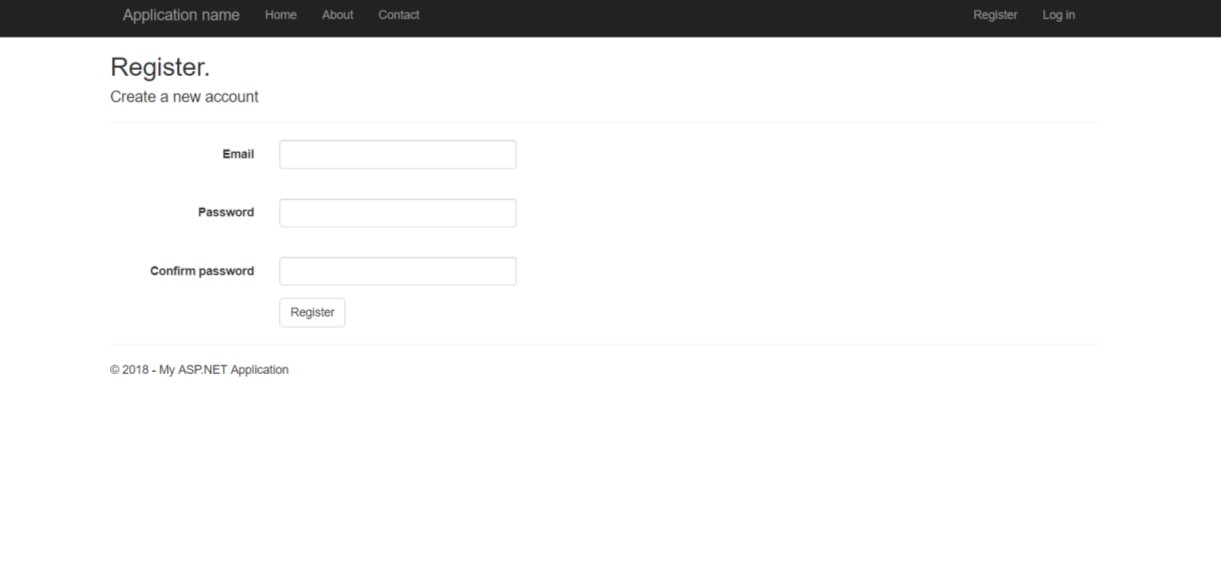 Application name Home About Contact Register Log in
Register.
Create a new account
Email
Password
Confirm password
Register
© 2018 - My ASP.NET Application